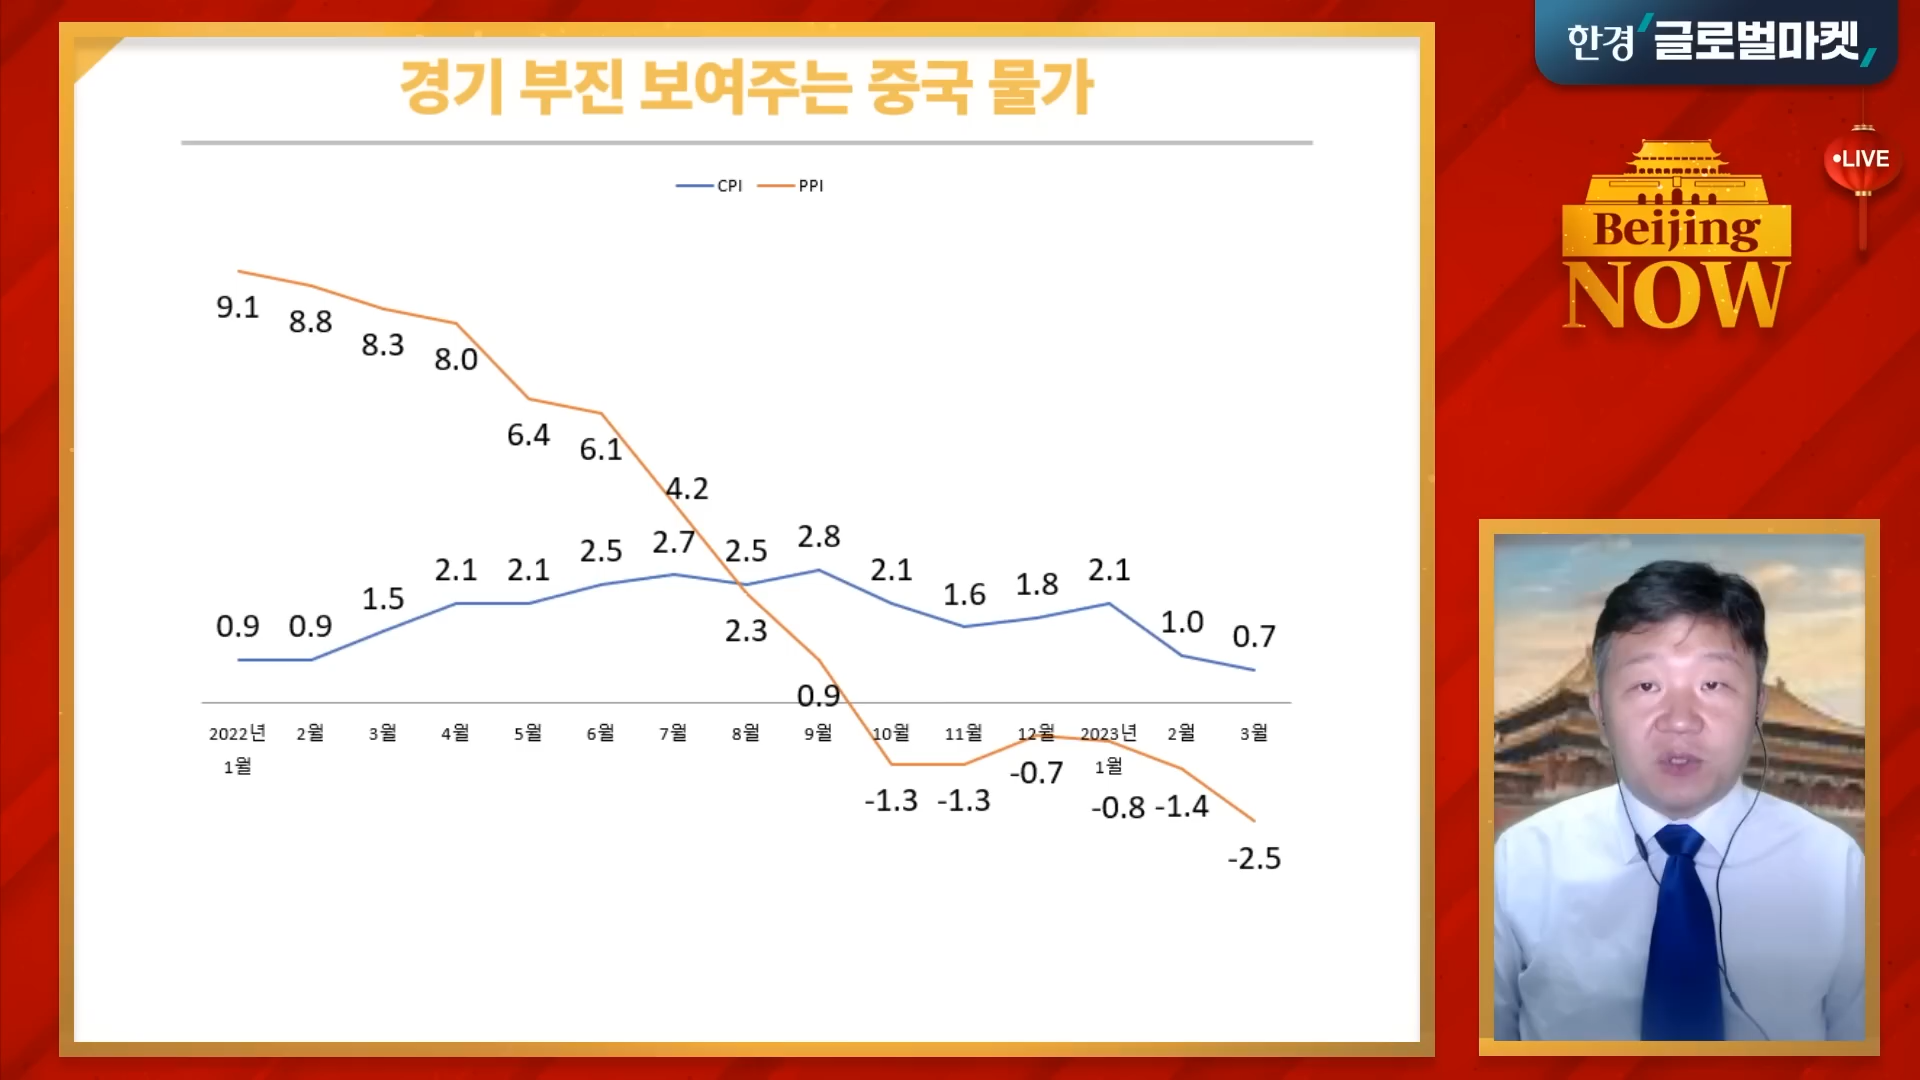 경기 부진 보여주는 중국 물가
CPI PPI
9.1 8.8 8.3 8.0 6.4 6.1 4.2 2.3 0.9 -1.3 -1.3 -0.7 -0.8 -1.4 -2.5
0.9 0.9 1.5 2.1 2.1 2.5 2.7 2.5 2.8 2.1 1.6 1.8 2.1 1.0 0.7
2022년 2월 3월 4월 5월 6월 7월 8월 9월 10월 11월 12월 2023년 2월 3월
1월 1월
한경 글로벌마켓
•LIVE
Beijing
NOW